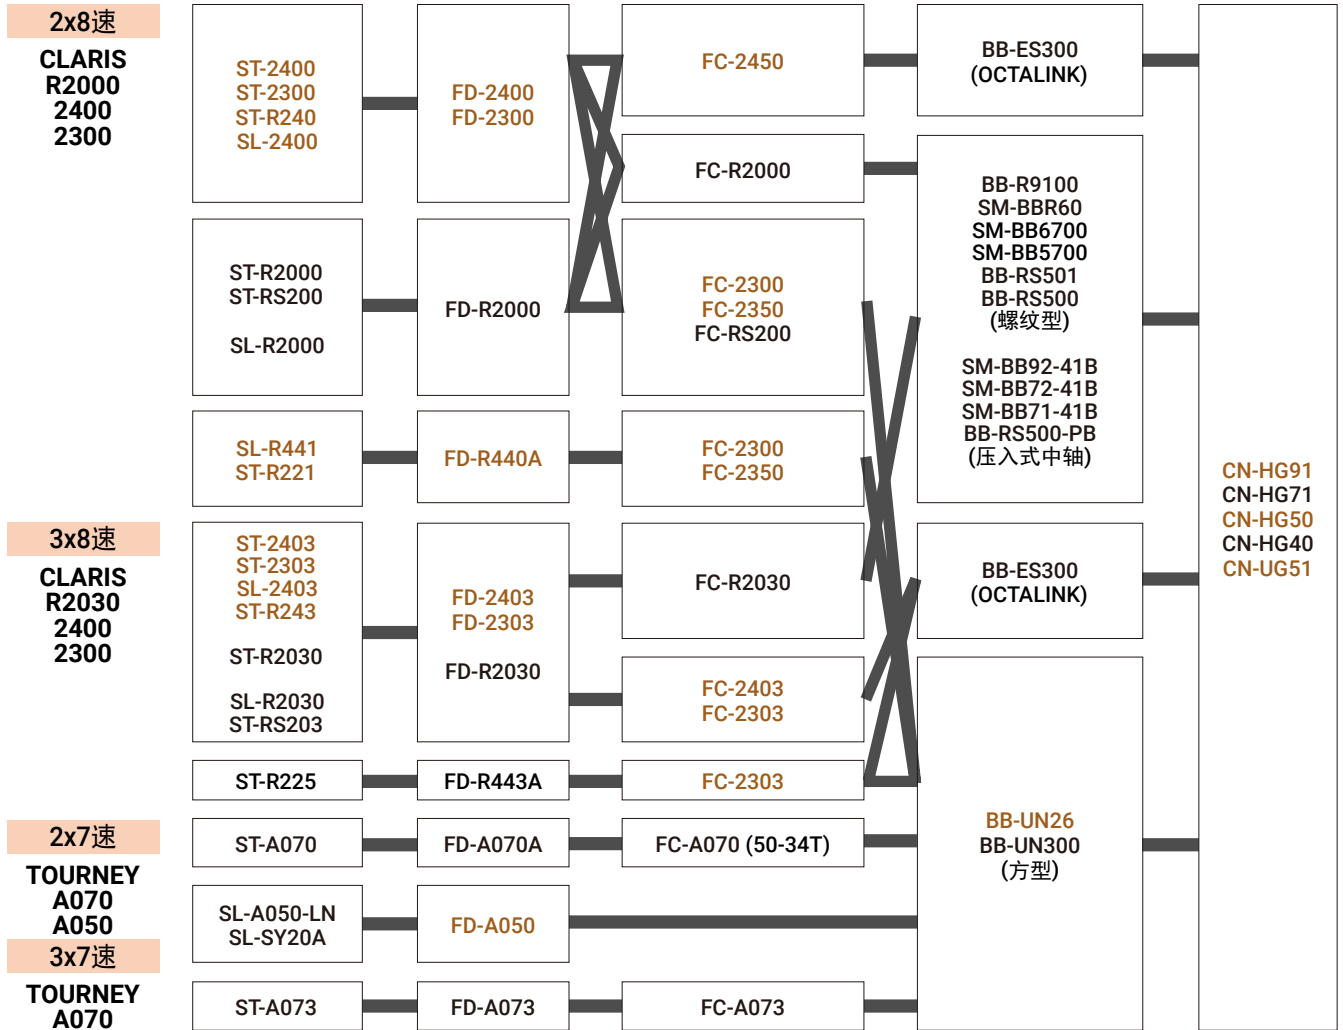 2x8速
CLARIS
R2000
2400
2300
ST-2400
ST-2300
ST-R240
SL-2400
FD-2400
FD-2300
FC-2450
BB-ES300
(OCTALINK)
FC-R2000
BB-R9100
SM-BBR60
SM-BB6700
SM-BB5700
BB-RS501
BB-RS500
(螺纹型)
SM-BB92-41B
SM-BB72-41B
SM-BB71-41B
BB-RS500-PB
(压入式中轴)
ST-R2000
ST-RS200
SL-R2000
FD-R2000
FC-2300
FC-2350
FC-RS200
SL-R441
ST-R221
FD-R440A
FC-2300
FC-2350
CN-HG91
CN-HG71
CN-HG50
CN-HG40
CN-UG51
3x8速
CLARIS
R2030
2400
2300
ST-2403
ST-2303
SL-2403
ST-R243
ST-R2030
SL-R2030
ST-RS203
FD-2403
FD-2303
FD-R2030
FC-R2030
BB-ES300
(OCTALINK)
FC-2403
FC-2303
ST-R225
FD-R443A
FC-2303
2x7速
TOURNEY
A070
A050
ST-A070
FD-A070A
FC-A070 (50-34T)
BB-UN26
BB-UN300
(方型)
SL-A050-LN
SL-SY20A
FD-A050
3x7速
TOURNEY
A070
ST-A073
FD-A073
FC-A073